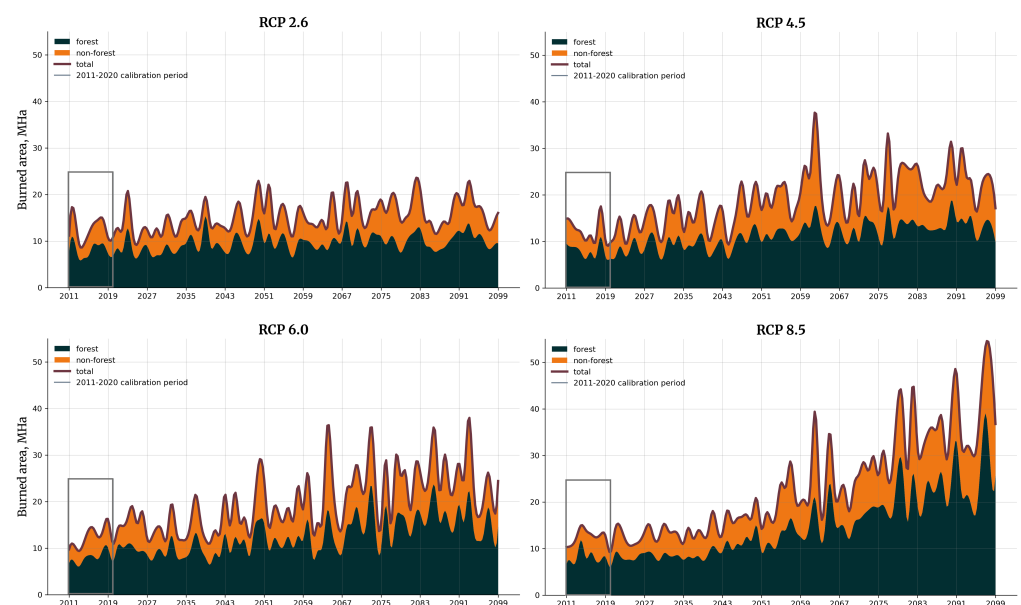 RCP 2.6
Burned area, MHa
50
40
30
20
10
0
forest
non-forest
total
2011-2020 calibration period
2011 2019 2027 2035 2043 2051 2059 2067 2075 2083 2091 2099
RCP 4.5
50
40
30
20
10
0
forest
non-forest
total
2011-2020 calibration period
2011 2019 2027 2035 2043 2051 2059 2067 2075 2083 2091 2099
RCP 6.0
Burned area, MHa
50
40
30
20
10
0
forest
non-forest
total
2011-2020 calibration period
2011 2019 2027 2035 2043 2051 2059 2067 2075 2083 2091 2099
RCP 8.5
50
40
30
20
10
0
forest
non-forest
total
2011-2020 calibration period
2011 2019 2027 2035 2043 2051 2059 2067 2075 2083 2091 2099